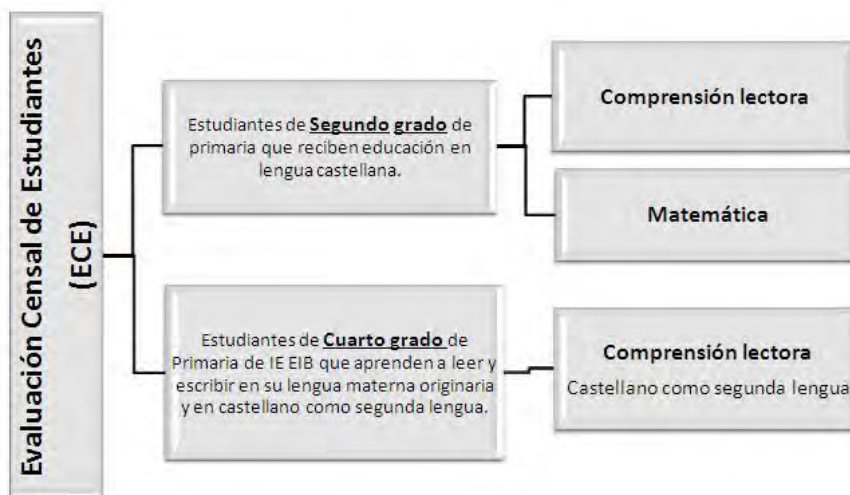 Evaluación Censal de Estudiantes
(ECE)
Estudiantes de Segundo grado de
primaria que reciben educación en
lengua castellana.
Comprensión lectora
Matemática
Estudiantes de Cuarto grado de
Primaria de IE EIB que aprenden a leer y
escribir en su lengua materna originaria
y en castellano como segunda lengua.
Comprensión lectora
Castellano como segunda lengua